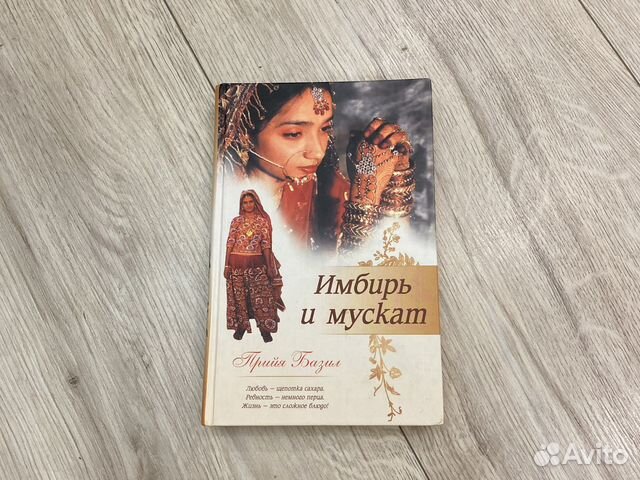 Имбирь
и мускат
Прийя Базил
Любовь — щепотка сахара.
Ревность — немного перца.
Жизнь — это сложное блюдо!
Avito